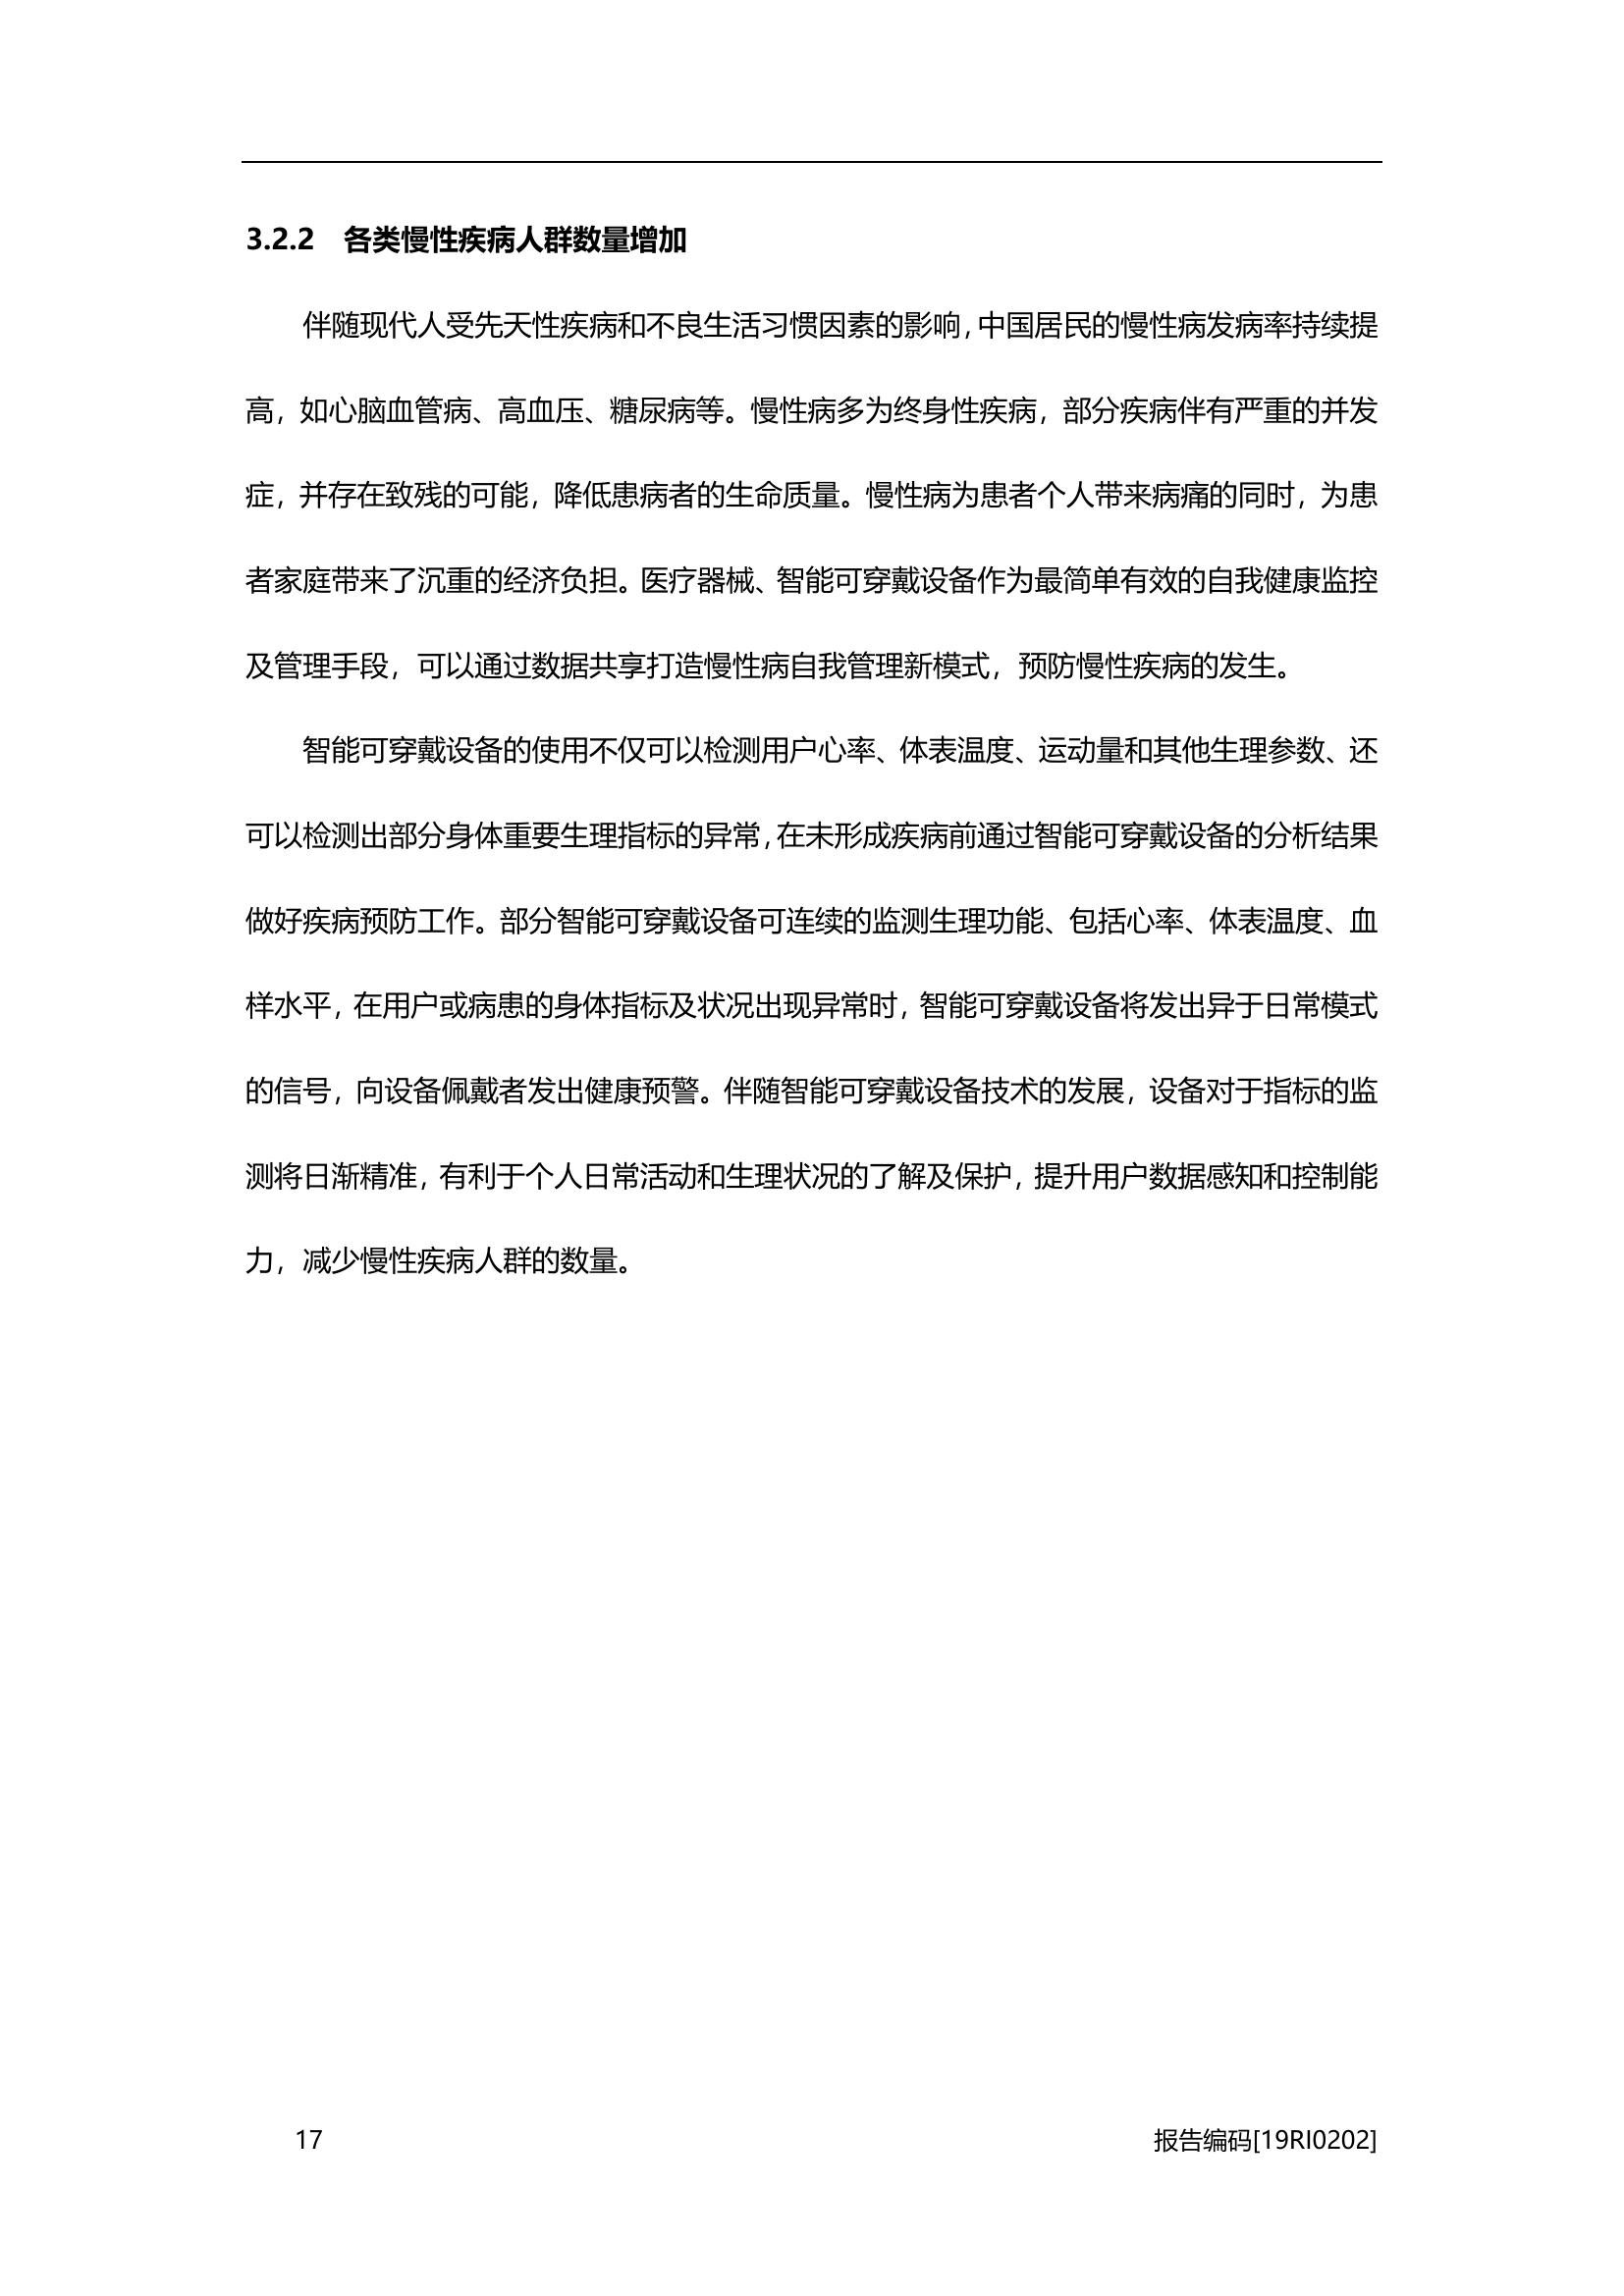 3.2.2 各类慢性疾病人群数量增加
伴随现代人受先天性疾病和不良生活习惯因素的影响，中国居民的慢性病发病率持续提
高，如心脑血管病、高血压、糖尿病等。慢性病多为终身性疾病，部分疾病伴有严重的并发
症，并存在致残的可能，降低患病者的生命质量。慢性病为患者个人带来病痛的同时，为患
者家庭带来了沉重的经济负担。医疗器械、智能可穿戴设备作为最简单有效的自我健康监控
及管理手段，可以通过数据共享打造慢性病自我管理新模式，预防慢性疾病的发生。
智能可穿戴设备的使用不仅可以检测用户心率、体表温度、运动量和其他生理参数、还
可以检测出部分身体重要生理指标的异常，在未形成疾病前通过智能可穿戴设备的分析结果
做好疾病预防工作。部分智能可穿戴设备可连续的监测生理功能、包括心率、体表温度、血
样水平，在用户或病患的身体指标及状况出现异常时，智能可穿戴设备将发出异于日常模式
的信号，向设备佩戴者发出健康预警。伴随智能可穿戴设备技术的发展，设备对于指标的监
测将日渐精准，有利于个人日常活动和生理状况的了解及保护，提升用户数据感知和控制能
力，减少慢性疾病人群的数量。
17 报告编码[19RI0202]